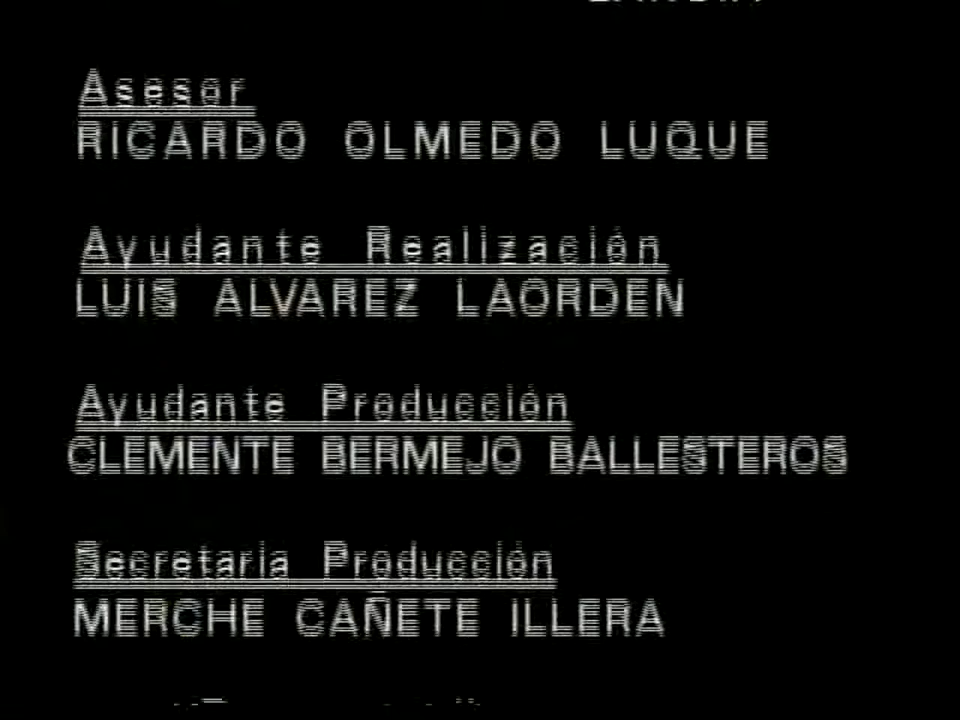 Asesor
RICARDO OLMEDO LUQUE
Ayudante Realización
LUIS ALVAREZ LAORDEN
Ayudante Producción
CLEMENTE BERMEJO BALLESTEROS
Secretaria Producción
MERCHE CAÑETE ILLERA